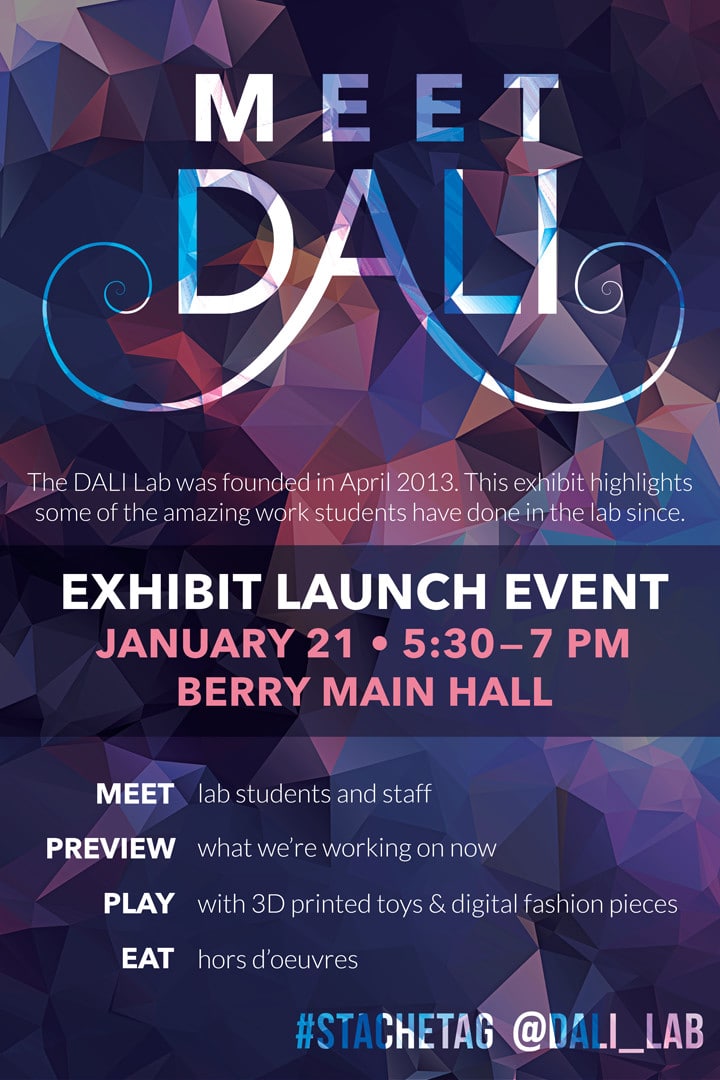 MEET
DALI
The DALI Lab was founded in April 2013. This exhibit highlights
some of the amazing work students have done in the lab since.
EXHIBIT LAUNCH EVENT
JANUARY 21 • 5:30–7 PM
BERRY MAIN HALL
MEET lab students and staff
PREVIEW what we’re working on now
PLAY with 3D printed toys & digital fashion pieces
EAT hors d’oeuvres
#STACHETAG @DALI_LAB